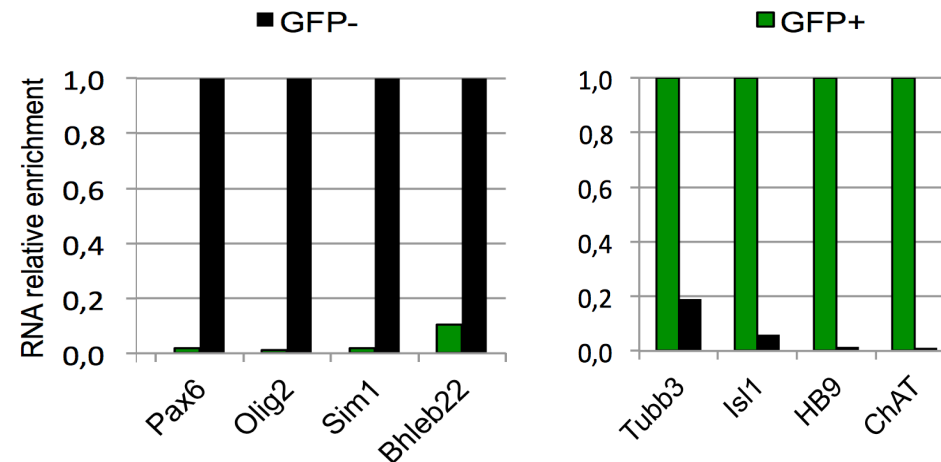 GFP-
GFP+
RNA relative enrichment
1,0
0,8
0,6
0,4
0,2
0,0
Pax6
Olig2
Sim1
Bhleb22
1,0
0,8
0,6
0,4
0,2
0,0
Tubb3
Isl1
HB9
ChAT